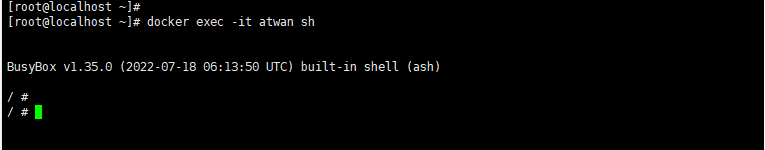 [root@localhost ~]#
[root@localhost ~]# docker exec -it atwan sh
BusyBox v1.35.0 (2022-07-18 06:13:50 UTC) built-in shell (ash)
/ #
/ #